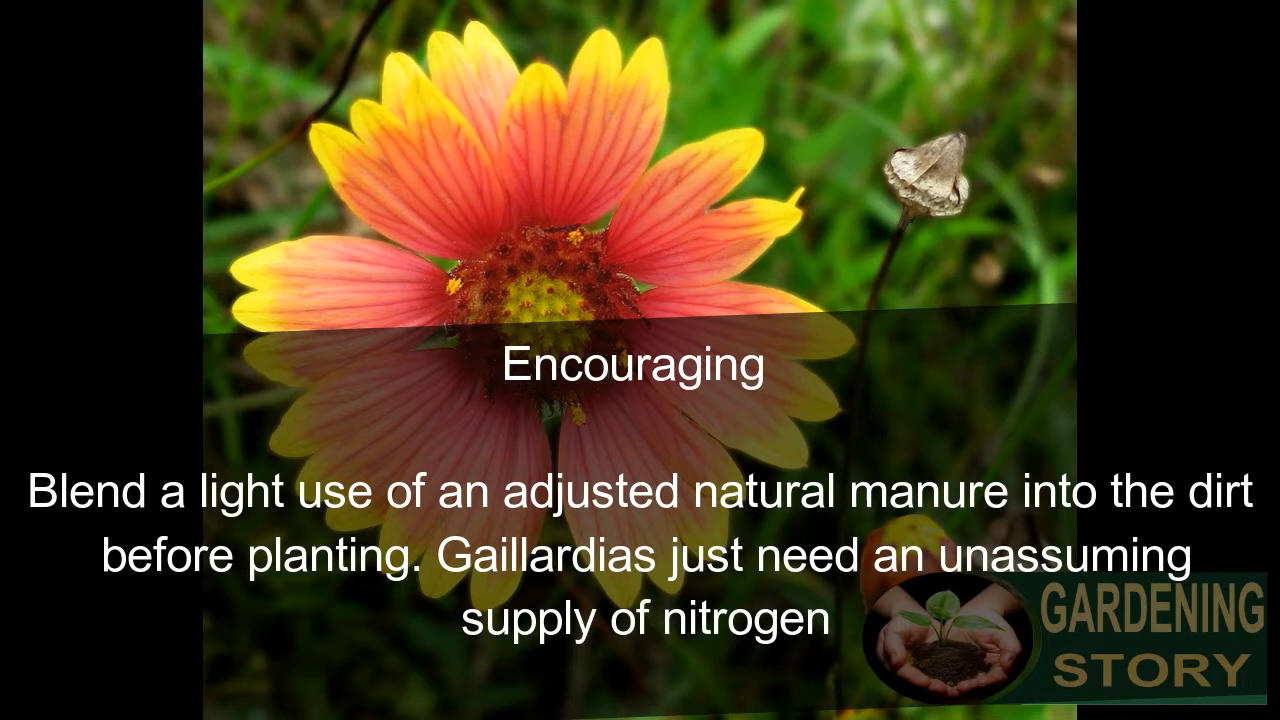 Encouraging
Blend a light use of an adjusted natural manure into the dirt
before planting. Gaillardias just need an unassuming
supply of nitrogen
GARDENING
STORY